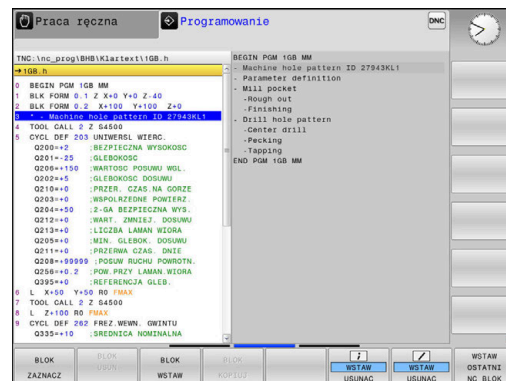 Praca ręczna
Programowanie
DNC
TNC:\nc_prog\BHB\Klartext\1GB.h
→1GB.h
0 BEGIN PGM 1GB MM
1 BLK FORM 0.1 Z X+0 Y+0 Z-40
2 BLK FORM 0.2 X+100 Y+100 Z+0
3 * - Machine hole pattern ID 27943KL1
4 TOOL CALL 2 Z S4500
5 CYCL DEF 203 UNIWERSL WIERC.
Q200=+2 ;BEZPIECZNA WYSOKOSC
Q201=-25 ;GLEBOKOSC
Q206=+150 ;WARTOSC POSUWU WGL.
Q202=+5 ;GLEBOKOSC DOSUWU
Q210=+0 ;PRZER. CZAS.NA GORZE
Q203=+0 ;WSPOLRZEDNE POWIERZ.
Q204=+50 ;2-GA BEZPIECZNA WYS.
Q212=+0 ;WART. ZMNIEJ. DOSUWU
Q213=+0 ;LICZBA LAMAN WIORA
Q205=+0 ;MIN. GLEBOK. DOSUWU
Q211=+0 ;PRZERWA CZAS. DNIE
Q208=+99999 ;POSUW RUCHU POWROTN.
Q256=+0.2 ;POW.PRZY LAMAN.WIORA
Q395=+0 ;REFERENCJA GLEB.
6 L X+50 Y+50 R0 FMAX
7 TOOL CALL 2 Z S4500
8 L Z+100 R0 FMAX
9 CYCL DEF 262 FREZ.WEWN. GWINTU
Q335=+10 ;SREDNICA NOMINALNA
BEGIN PGM 1GB MM
- Machine hole pattern ID 27943KL1
- Parameter definition
- Mill pocket
-Rough out
-Finishing
- Drill hole pattern
-Center drill
-Pecking
-Tapping
END PGM 1GB MM
BLOK
ZAZNACZ
BLOK
USUN
BLOK
WSTAW
BLOK
KOPIUJ
WSTAW
USUNAC
WSTAW
USUNAC
WSTAW
OSTATNI
NC BLOK